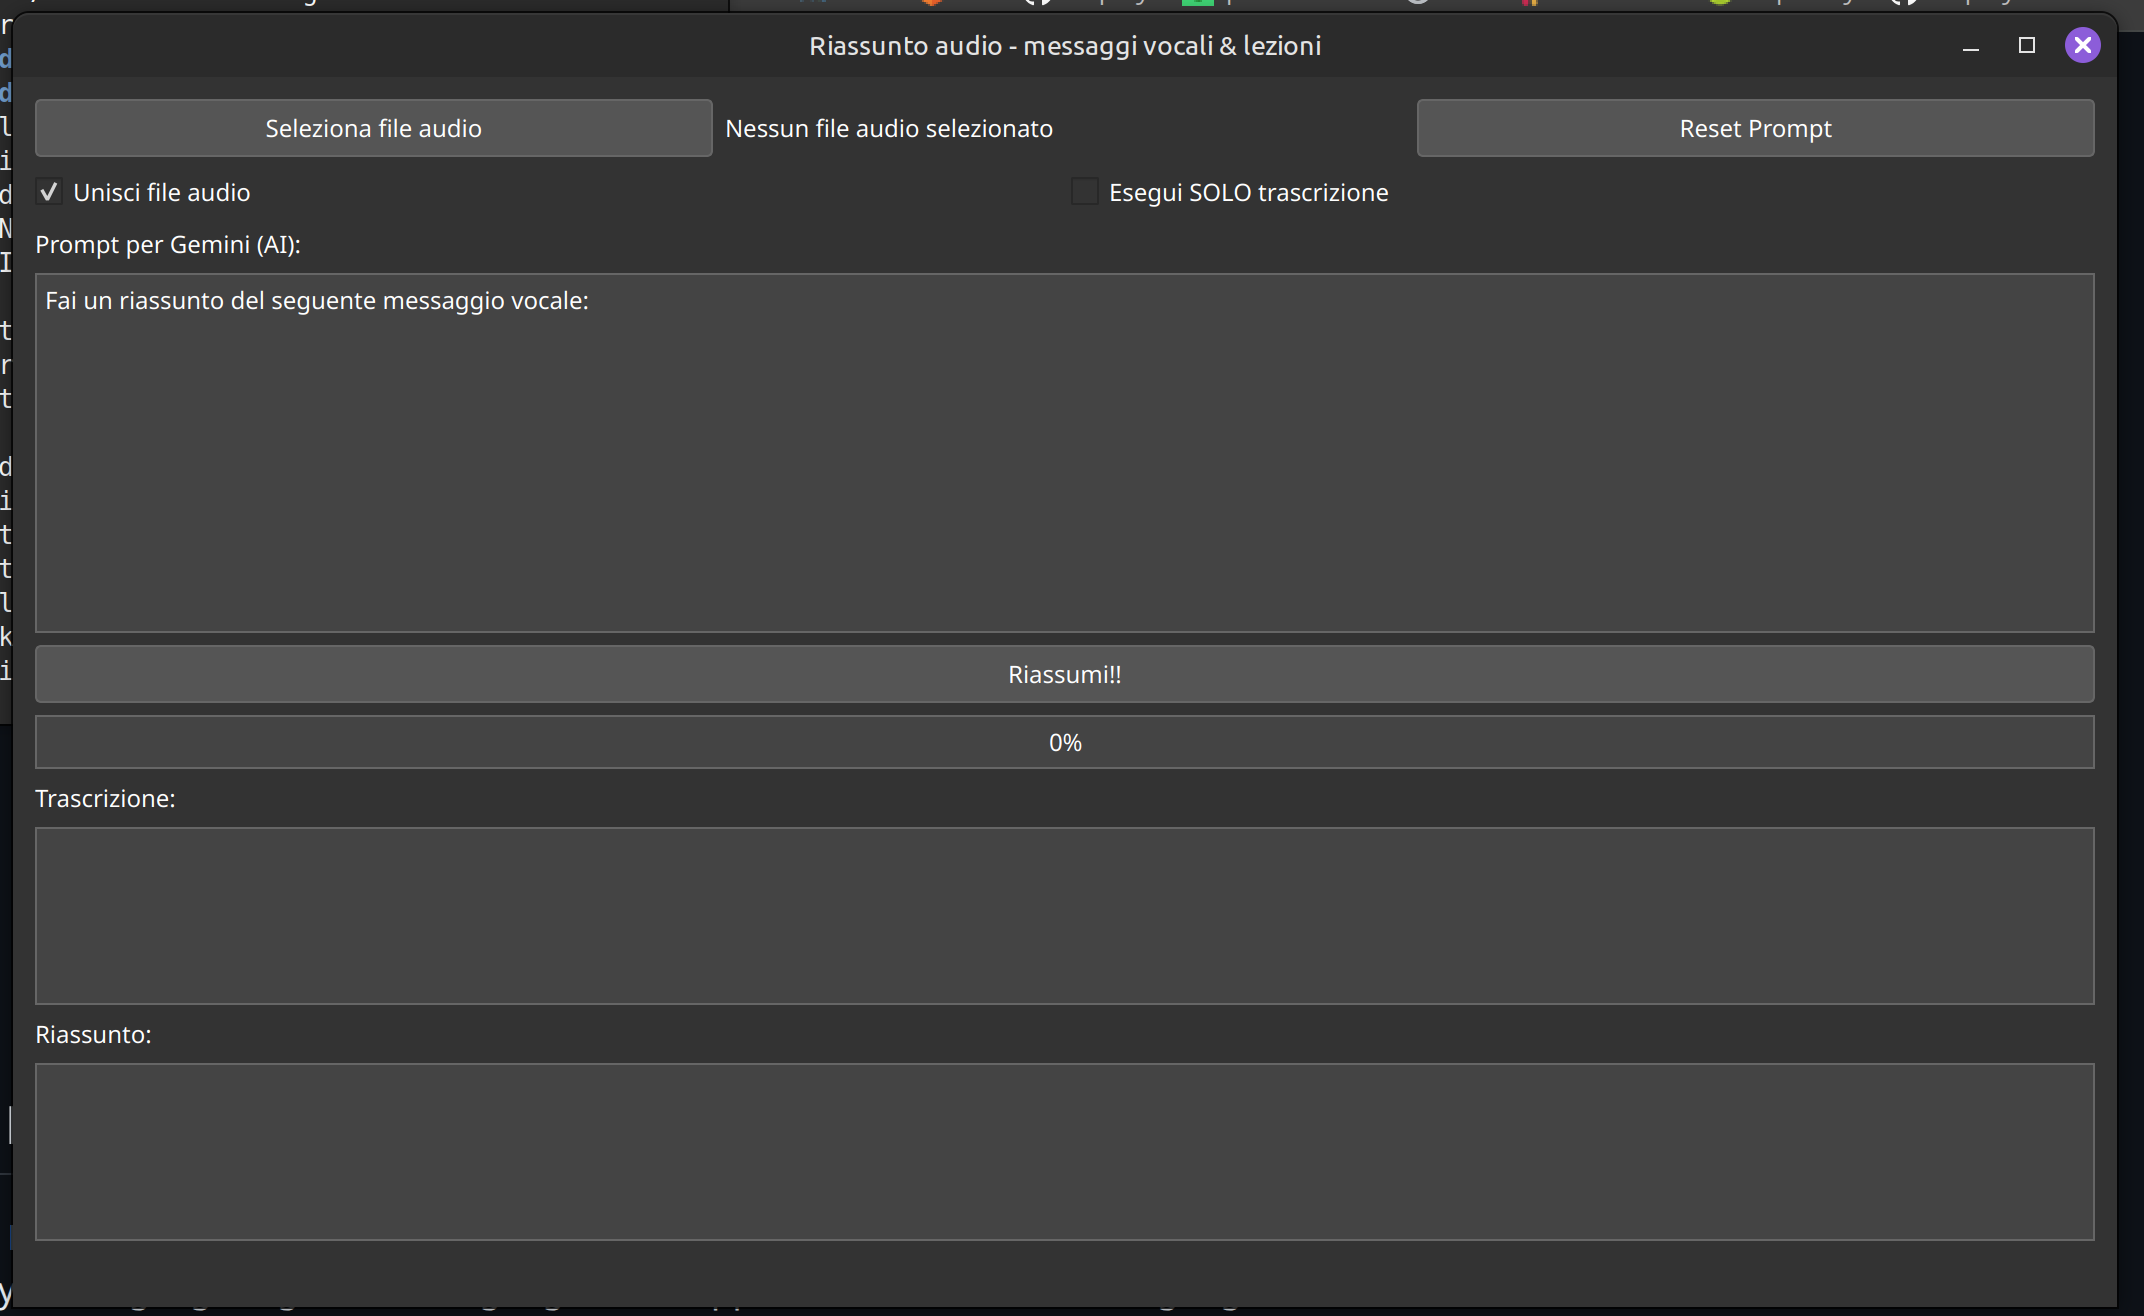 Riassunto audio - messaggi vocali & lezioni
Seleziona file audio Nessun file audio selezionato Reset Prompt
Unisci file audio Esegui SOLO trascrizione
Prompt per Gemini (AI):
Fai un riassunto del seguente messaggio vocale:
Riassumi!!
0%
Trascrizione:
Riassunto: